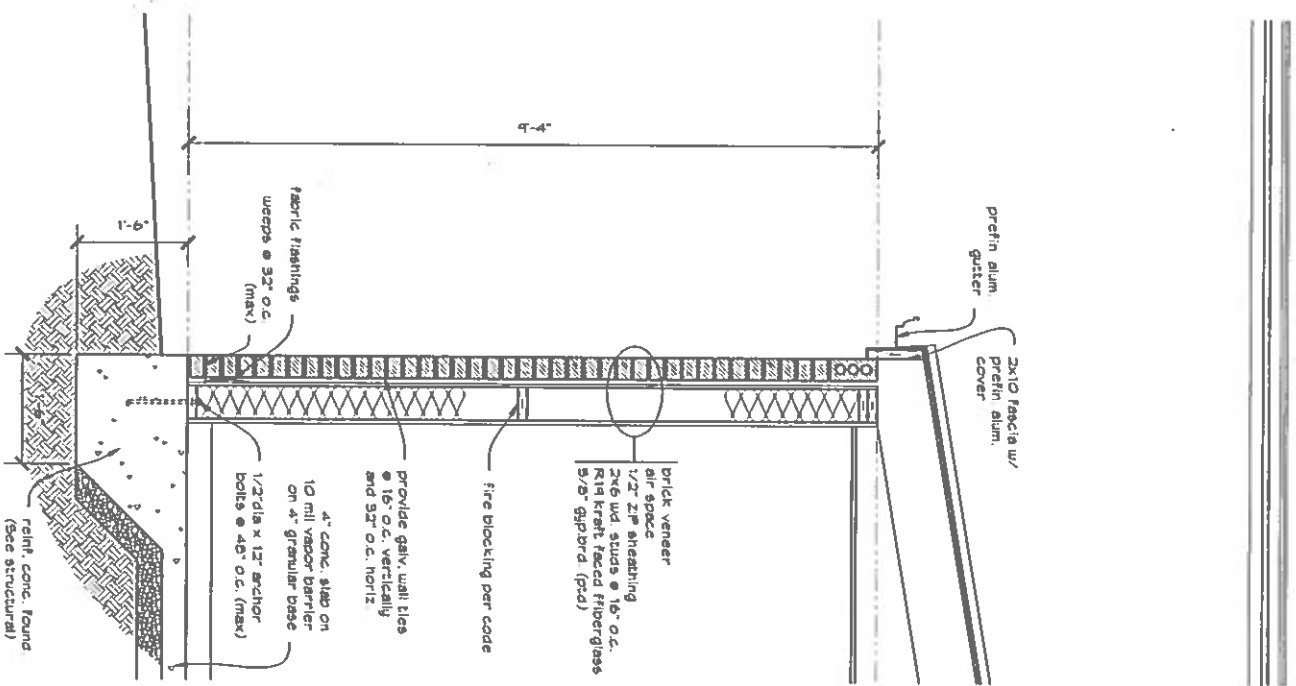 9'-4"
1'-6"
1'-6"
prefin alum.
gutter
2x10 fascia w/
prefin alum.
cover
brick veneer
air space
1/2" ZIP sheathing
2x6 wd. studs @ 16" o.c.
R19 kraft faced ffiberglass
5/8" gyp.brd. (ptd)
fire blocking per code
provide galv. wall ties
@ 16" o.c. vertically
and 32" o.c. horiz
fabric flashings
weeps @ 32" o.c.
(max)
4" conc. slab on
10 mil vapor barrier
on 4" granular base
1/2"dia x 12" anchor
bolts @ 48" o.c. (max)
reinf. conc. found
(See structural)